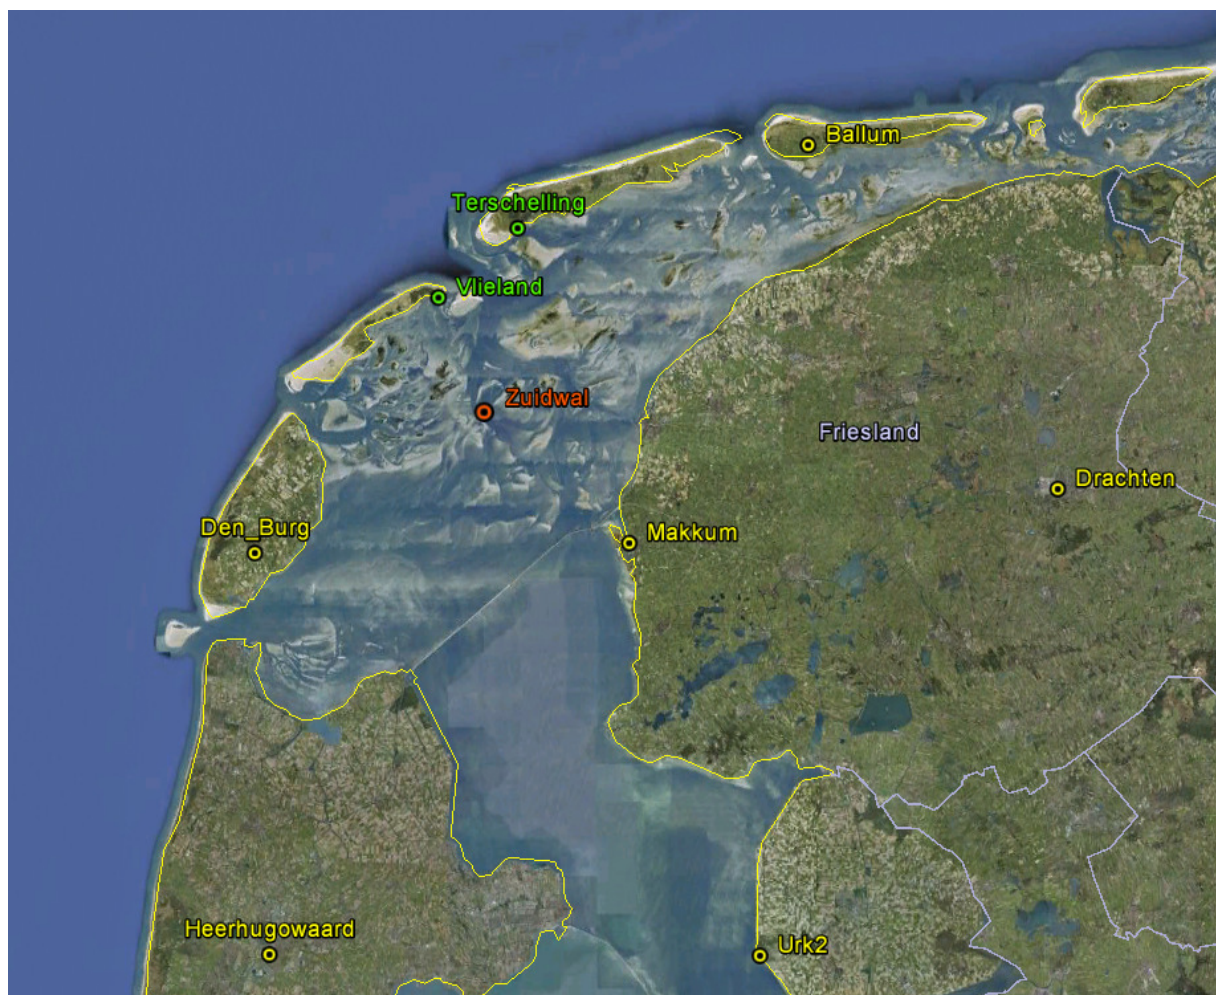 Ballum
Terschelling
Vlieland
Zuidwal
Friesland
Drachten
Den_Burg
Makkum
Heerhugowaard
Urk2